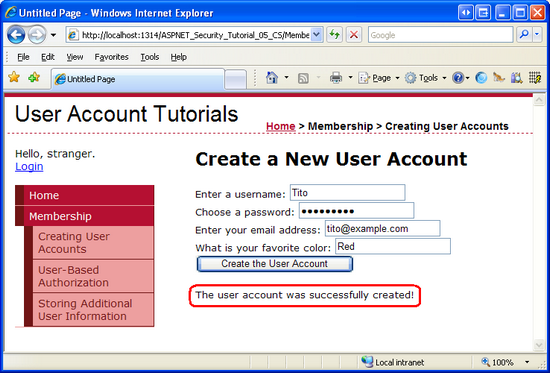 Untitled Page - Windows Internet Explorer
http://localhost:1314/ASPNET_Security_Tutorial_05_CS/Membe
Google
File Edit View Favorites Tools Help
Untitled Page
Page Tools
User Account Tutorials
Home > Membership > Creating User Accounts
Hello, stranger.
Login
Home
Membership
Creating User
Accounts
User-Based
Authorization
Storing Additional
User Information
Create a New User Account
Enter a username: Tito
Choose a password: •••••••••
Enter your email address: tito@example.com
What is your favorite color: Red
Create the User Account
The user account was successfully created!
Local intranet
100%